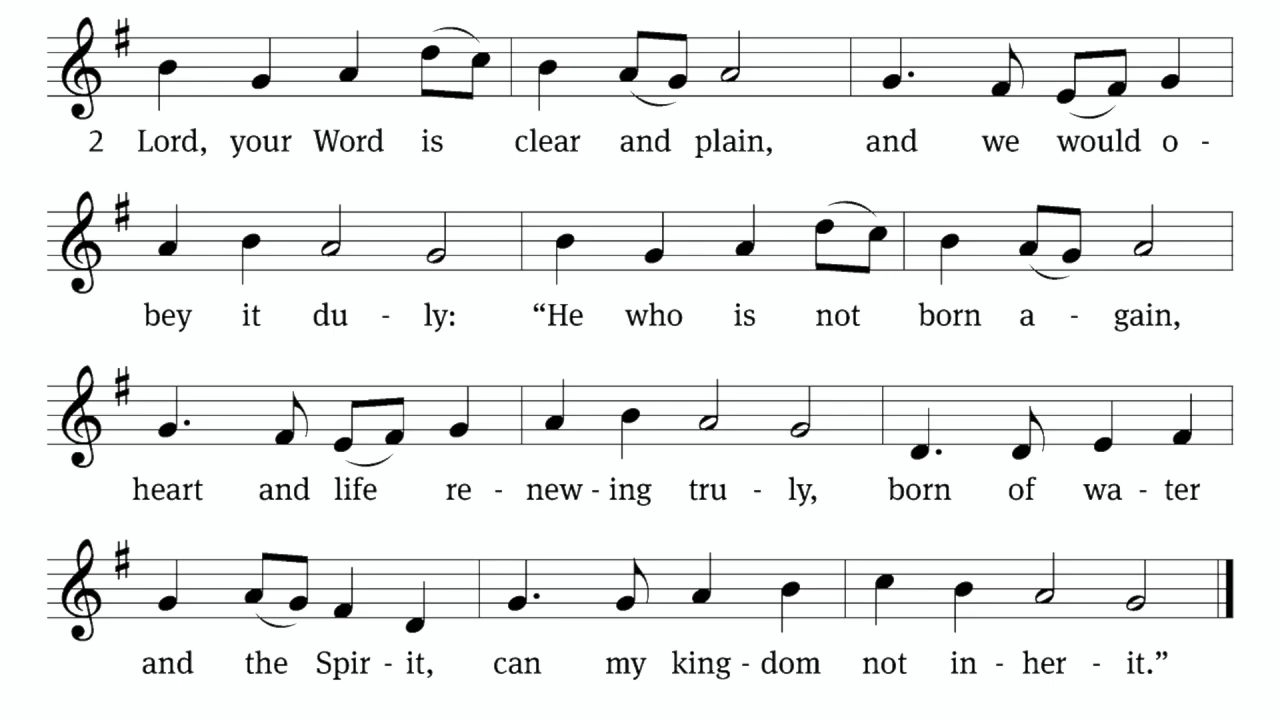 2 Lord, your Word is clear and plain, and we would o -
bey it du - ly: “He who is not born a - gain,
heart and life re - new - ing tru - ly, born of wa - ter
and the Spir - it, can my king - dom not in - her - it.”